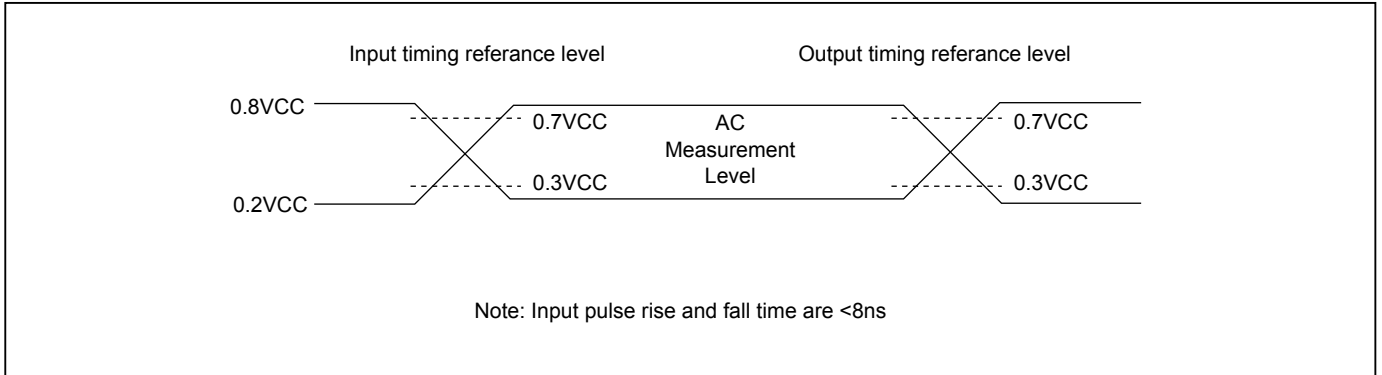 Input timing referance level
Output timing referance level
0.8VCC
0.7VCC
AC
Measurement
Level
0.7VCC
0.3VCC
0.3VCC
0.2VCC
Note: Input pulse rise and fall time are <8ns